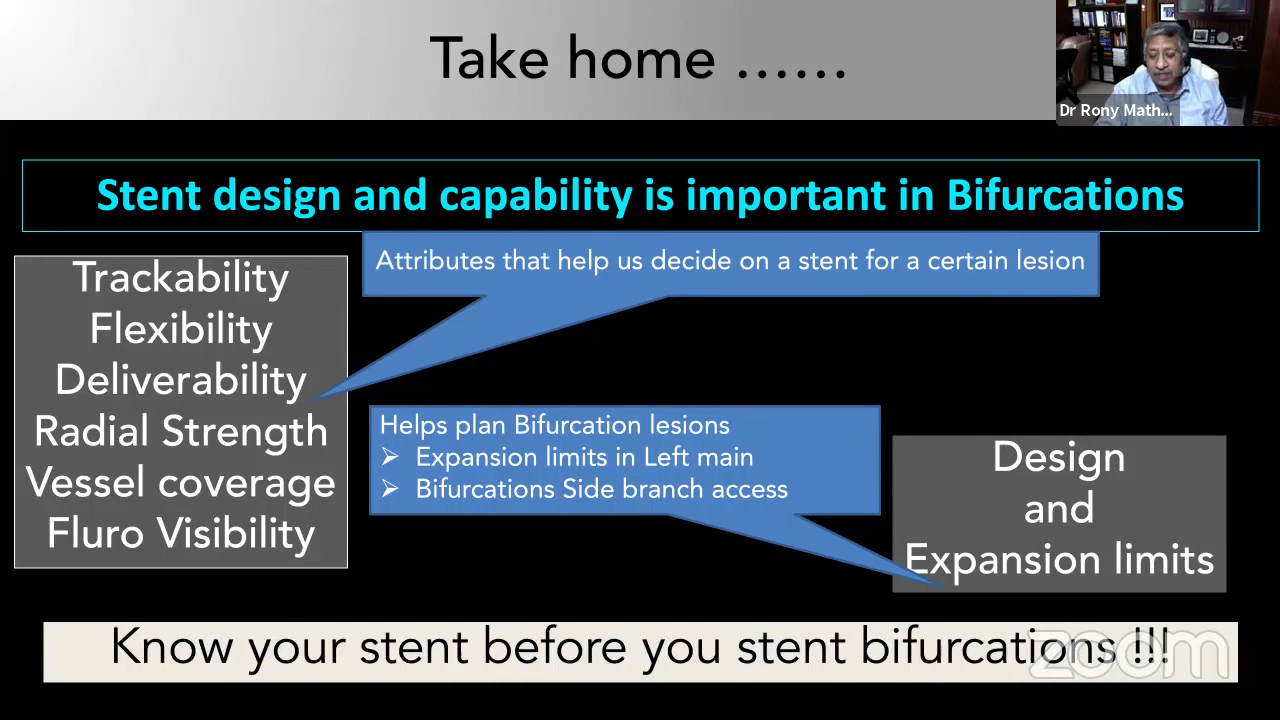 Take home ......
Dr Rony Math...
Stent design and capability is important in Bifurcations
Attributes that help us decide on a stent for a certain lesion
Trackability
Flexibility
Deliverability
Radial Strength
Vessel coverage
Fluro Visibility
Helps plan Bifurcation lesions
➢ Expansion limits in Left main
➢ Bifurcations Side branch access
Design
and
Expansion limits
Know your stent before you stent bifurcations !!!
zoom